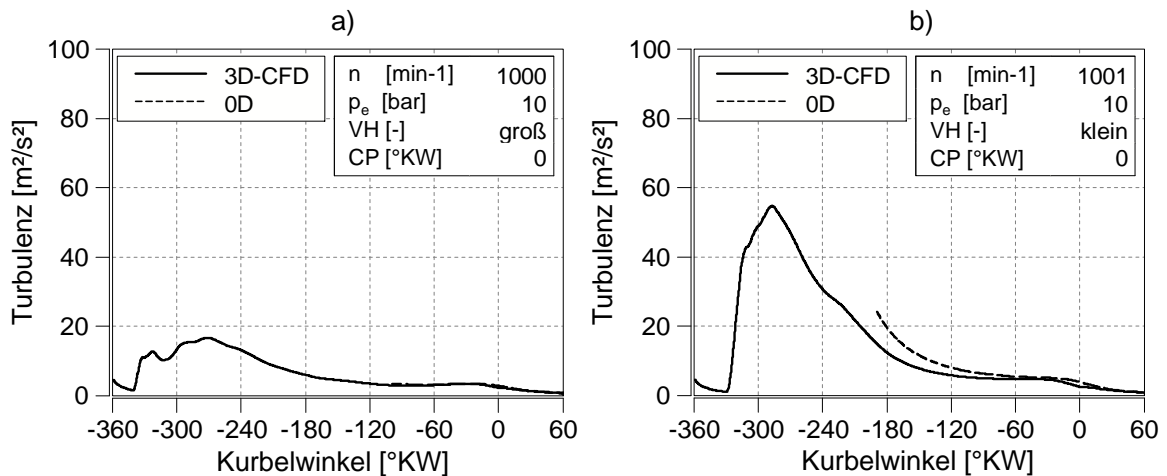 a)
Turbulenz [m²/s²]
100
80
60
40
20
0
3D-CFD
0D
n [min-1] 1000
pe [bar] 10
VH [-] groß
CP [°KW] 0
-360 -300 -240 -180 -120 -60 0 60
Kurbelwinkel [°KW]
b)
Turbulenz [m²/s²]
100
80
60
40
20
0
3D-CFD
0D
n [min-1] 1001
pe [bar] 10
VH [-] klein
CP [°KW] 0
-360 -300 -240 -180 -120 -60 0 60
Kurbelwinkel [°KW]